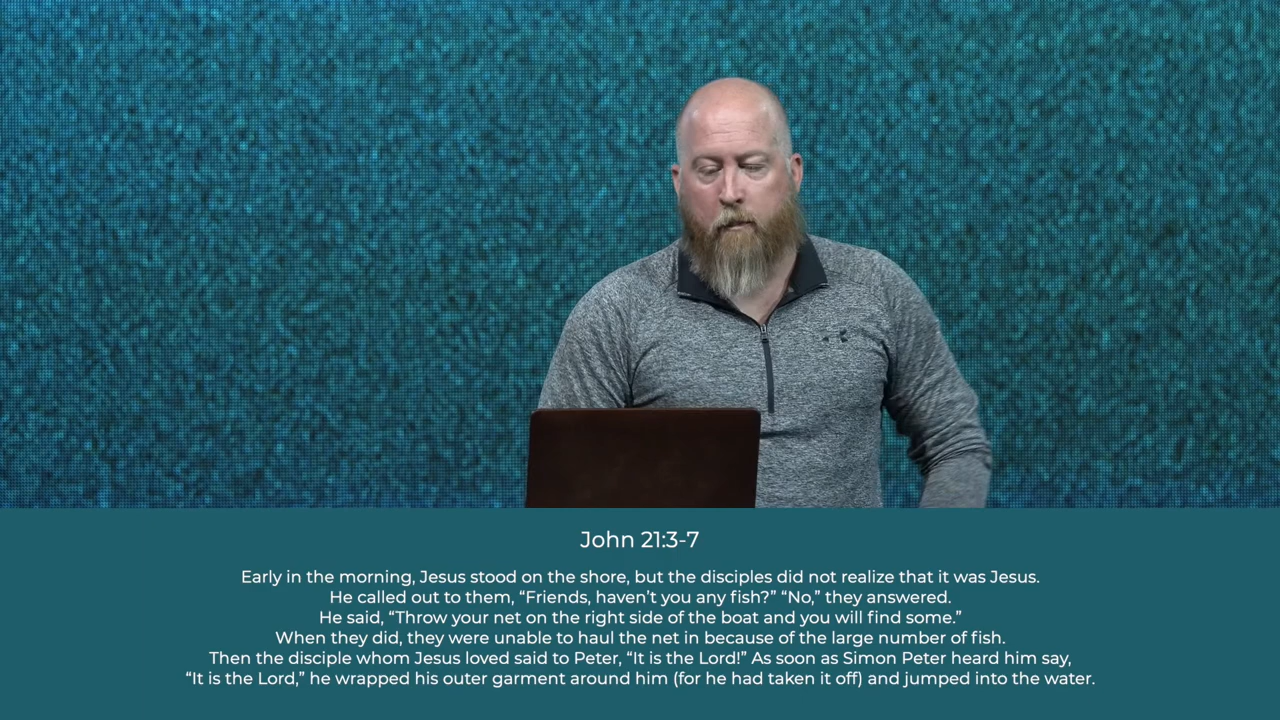 John 21:3-7
Early in the morning, Jesus stood on the shore, but the disciples did not realize that it was Jesus.
He called out to them, “Friends, haven’t you any fish?” “No,” they answered.
He said, “Throw your net on the right side of the boat and you will find some.”
When they did, they were unable to haul the net in because of the large number of fish.
Then the disciple whom Jesus loved said to Peter, “It is the Lord!” As soon as Simon Peter heard him say,
“It is the Lord,” he wrapped his outer garment around him (for he had taken it off) and jumped into the water.